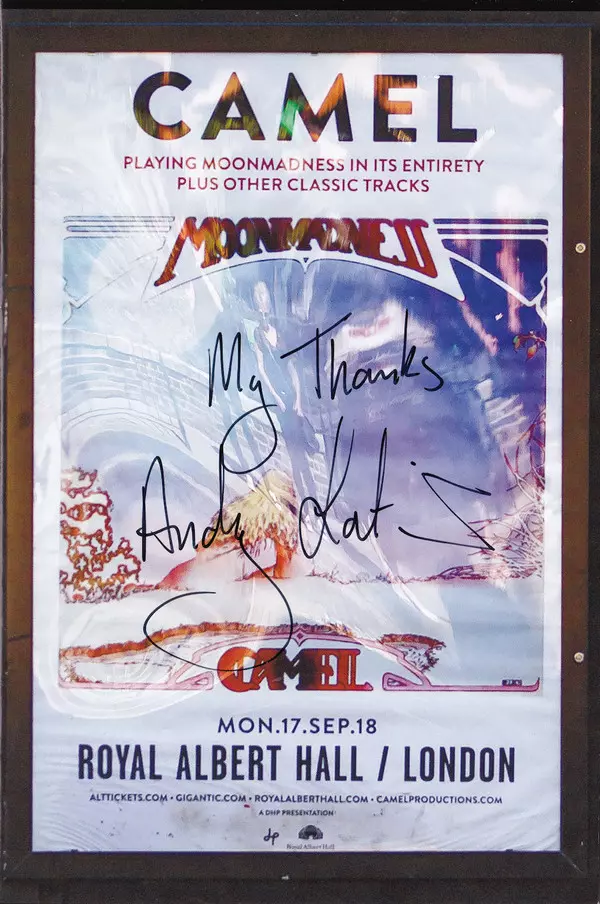 CAMEL
PLAYING MOONMADNESS IN ITS ENTIRETY
PLUS OTHER CLASSIC TRACKS
MOONMADNESS
My Thanks
Andy Latimer
CAMEL
MON.17.SEP.18
ROYAL ALBERT HALL / LONDON
ALTTICKETS.COM • GIGANTIC.COM • ROYALALBERTHALL.COM • CAMELPRODUCTIONS.COM
A DHP PRESENTATION
dhp
Royal Albert Hall